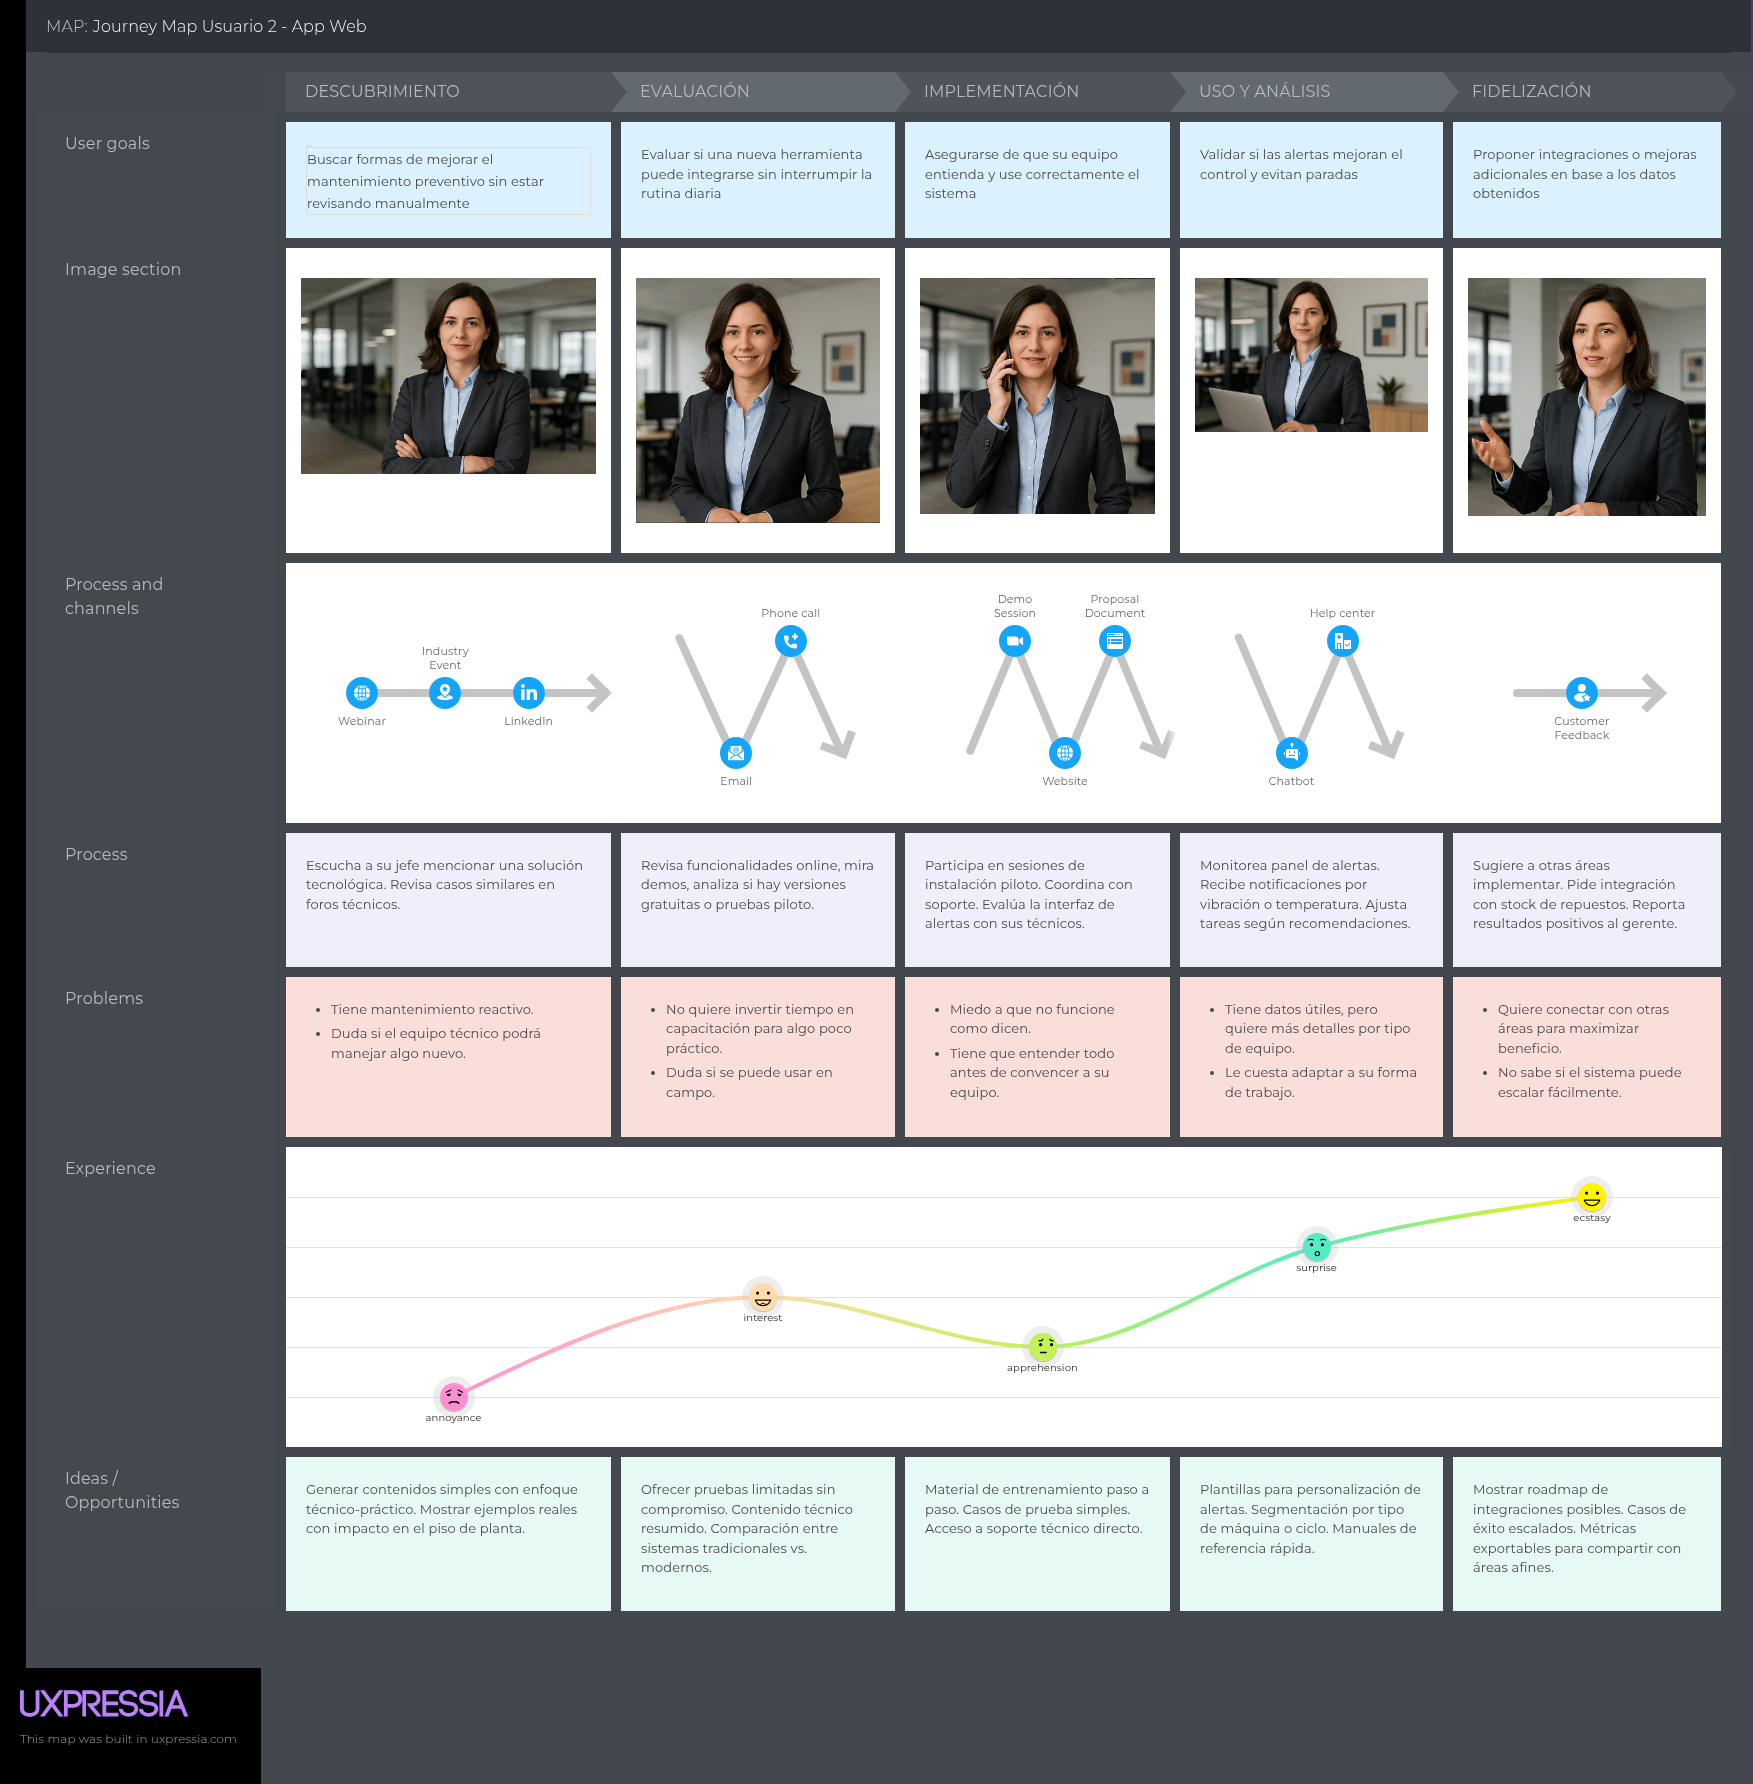 MAP: Journey Map Usuario 2 - App Web
DESCUBRIMIENTO
EVALUACIÓN
IMPLEMENTACIÓN
USO Y ANÁLISIS
FIDELIZACIÓN
User goals
Buscar formas de mejorar el
mantenimiento preventivo sin estar
revisando manualmente
Evaluar si una nueva herramienta
puede integrarse sin interrumpir la
rutina diaria
Asegurarse de que su equipo
entienda y use correctamente el
sistema
Validar si las alertas mejoran el
control y evitan paradas
Proponer integraciones o mejoras
adicionales en base a los datos
obtenidos
Image section
Process and
channels
Webinar
Industry
Event
LinkedIn
Email
Phone call
Demo
Session
Website
Proposal
Document
Chatbot
Help center
Customer
Feedback
Process
Escucha a su jefe mencionar una solución
tecnológica. Revisa casos similares en
foros técnicos.
Revisa funcionalidades online, mira
demos, analiza si hay versiones
gratuitas o pruebas piloto.
Participa en sesiones de
instalación piloto. Coordina con
soporte. Evalúa la interfaz de
alertas con sus técnicos.
Monitorea panel de alertas.
Recibe notificaciones por
vibración o temperatura. Ajusta
tareas según recomendaciones.
Sugiere a otras áreas
implementar. Pide integración
con stock de repuestos. Reporta
resultados positivos al gerente.
Problems
• Tiene mantenimiento reactivo.
• Duda si el equipo técnico podrá
manejar algo nuevo.
• No quiere invertir tiempo en
capacitación para algo poco
práctico.
• Duda si se puede usar en
campo.
• Miedo a que no funcione
como dicen.
• Tiene que entender todo
antes de convencer a su
equipo.
• Tiene datos útiles, pero
quiere más detalles por tipo
de equipo.
• Le cuesta adaptar a su forma
de trabajo.
• Quiere conectar con otras
áreas para maximizar
beneficio.
• No sabe si el sistema puede
escalar fácilmente.
Experience
annoyance
interest
apprehension
surprise
ecstasy
Ideas /
Opportunities
Generar contenidos simples con enfoque
técnico-práctico. Mostrar ejemplos reales
con impacto en el piso de planta.
Ofrecer pruebas limitadas sin
compromiso. Contenido técnico
resumido. Comparación entre
sistemas tradicionales vs.
modernos.
Material de entrenamiento paso a
paso. Casos de prueba simples.
Acceso a soporte técnico directo.
Plantillas para personalización de
alertas. Segmentación por tipo
de máquina o ciclo. Manuales de
referencia rápida.
Mostrar roadmap de
integraciones posibles. Casos de
éxito escalados. Métricas
exportables para compartir con
áreas afines.
UXPRESSIA
This map was built in uxpressia.com